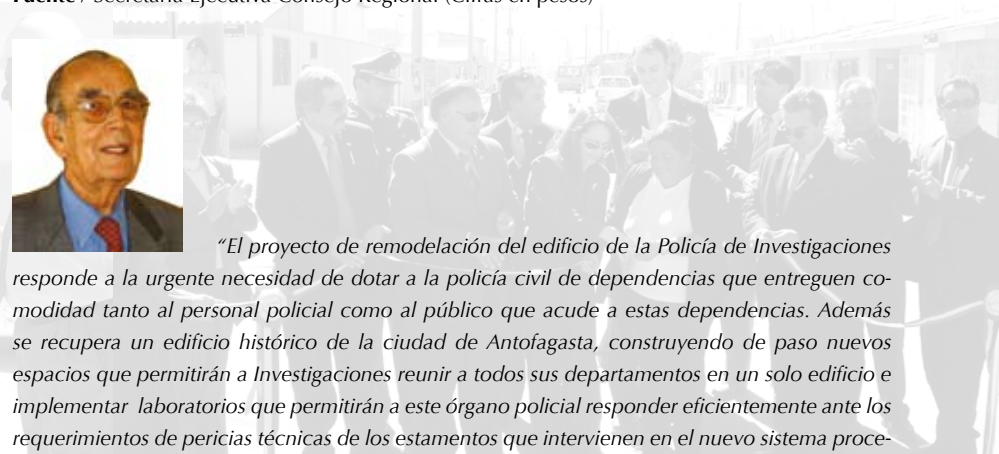 Fuente / Secretaría Ejecutiva Consejo Regional (Cifras en pesos)
“El proyecto de remodelación del edificio de la Policía de Investigaciones
responde a la urgente necesidad de dotar a la policía civil de dependencias que entreguen co-
modidad tanto al personal policial como al público que acude a estas dependencias. Además
se recupera un edificio histórico de la ciudad de Antofagasta, construyendo de paso nuevos
espacios que permitirán a Investigaciones reunir a todos sus departamentos en un solo edificio e
implementar laboratorios que permitirán a este órgano policial responder eficientemente ante los
requerimientos de pericias técnicas de los estamentos que intervienen en el nuevo sistema proce-